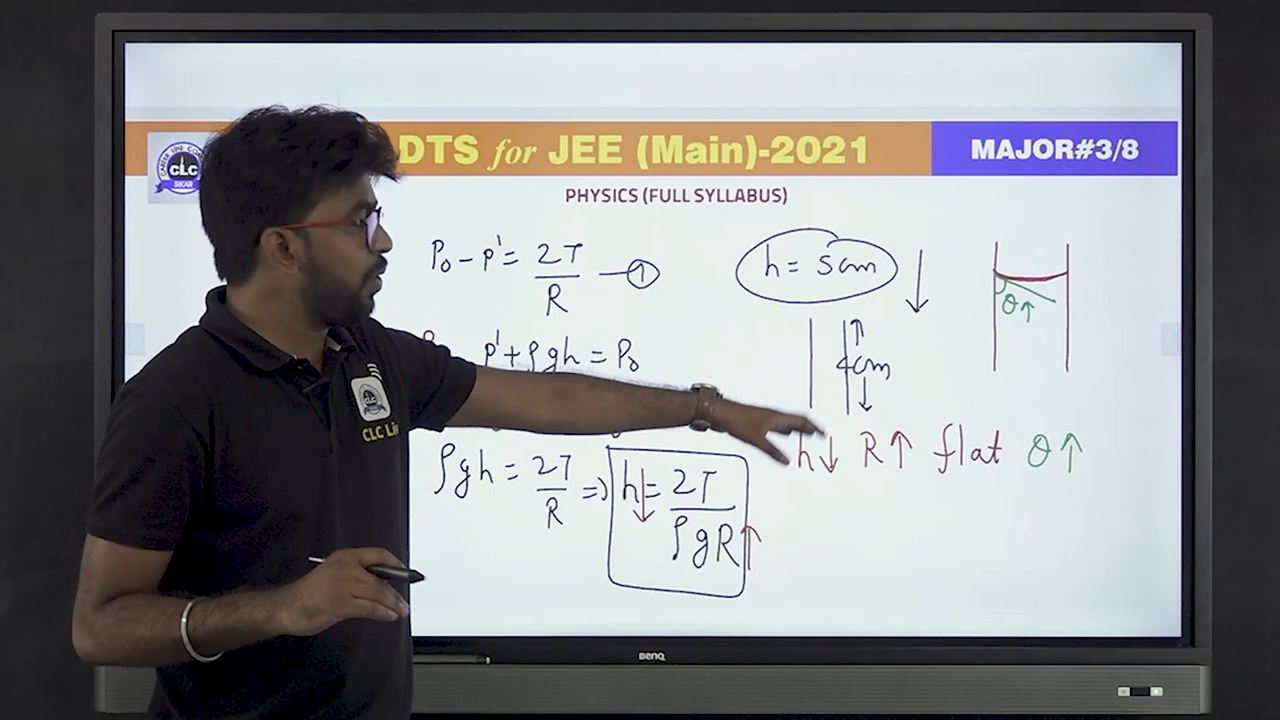 DTS for JEE (Main)-2021
MAJOR#3/8
CLC
SIKAR
PHYSICS (FULL SYLLABUS)
P₀ - p' = 2T/R —①
p' + ρgh = P₀
ρgh = 2T/R ⇒ h↓ = 2T/ρgR↑
h = 5cm ↓
4cm
θ↑
h↓ R↑ flat θ↑
CLC Li
BenQ